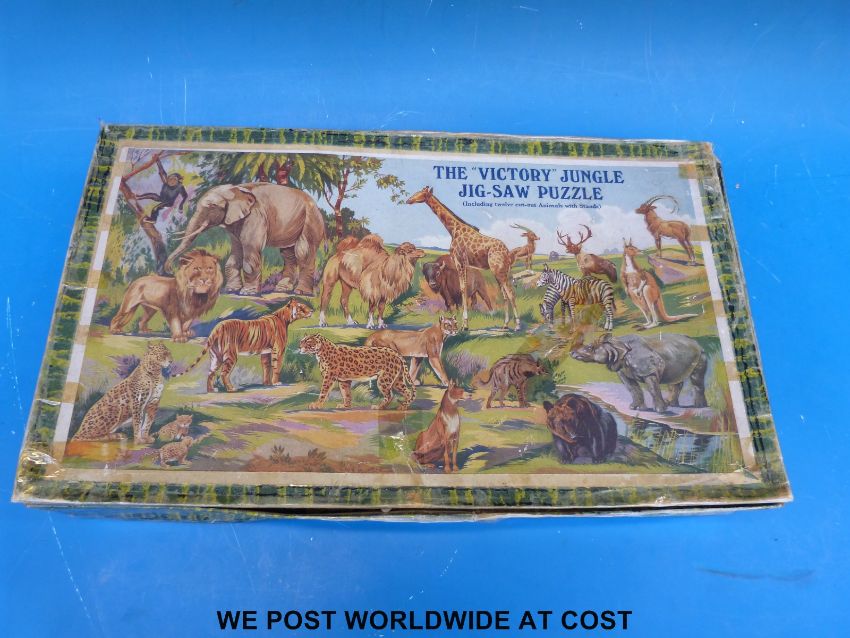 THE "VICTORY" JUNGLE
JIG-SAW PUZZLE
(Including twelve cut-out Animals with Stands)
WE POST WORLDWIDE AT COST